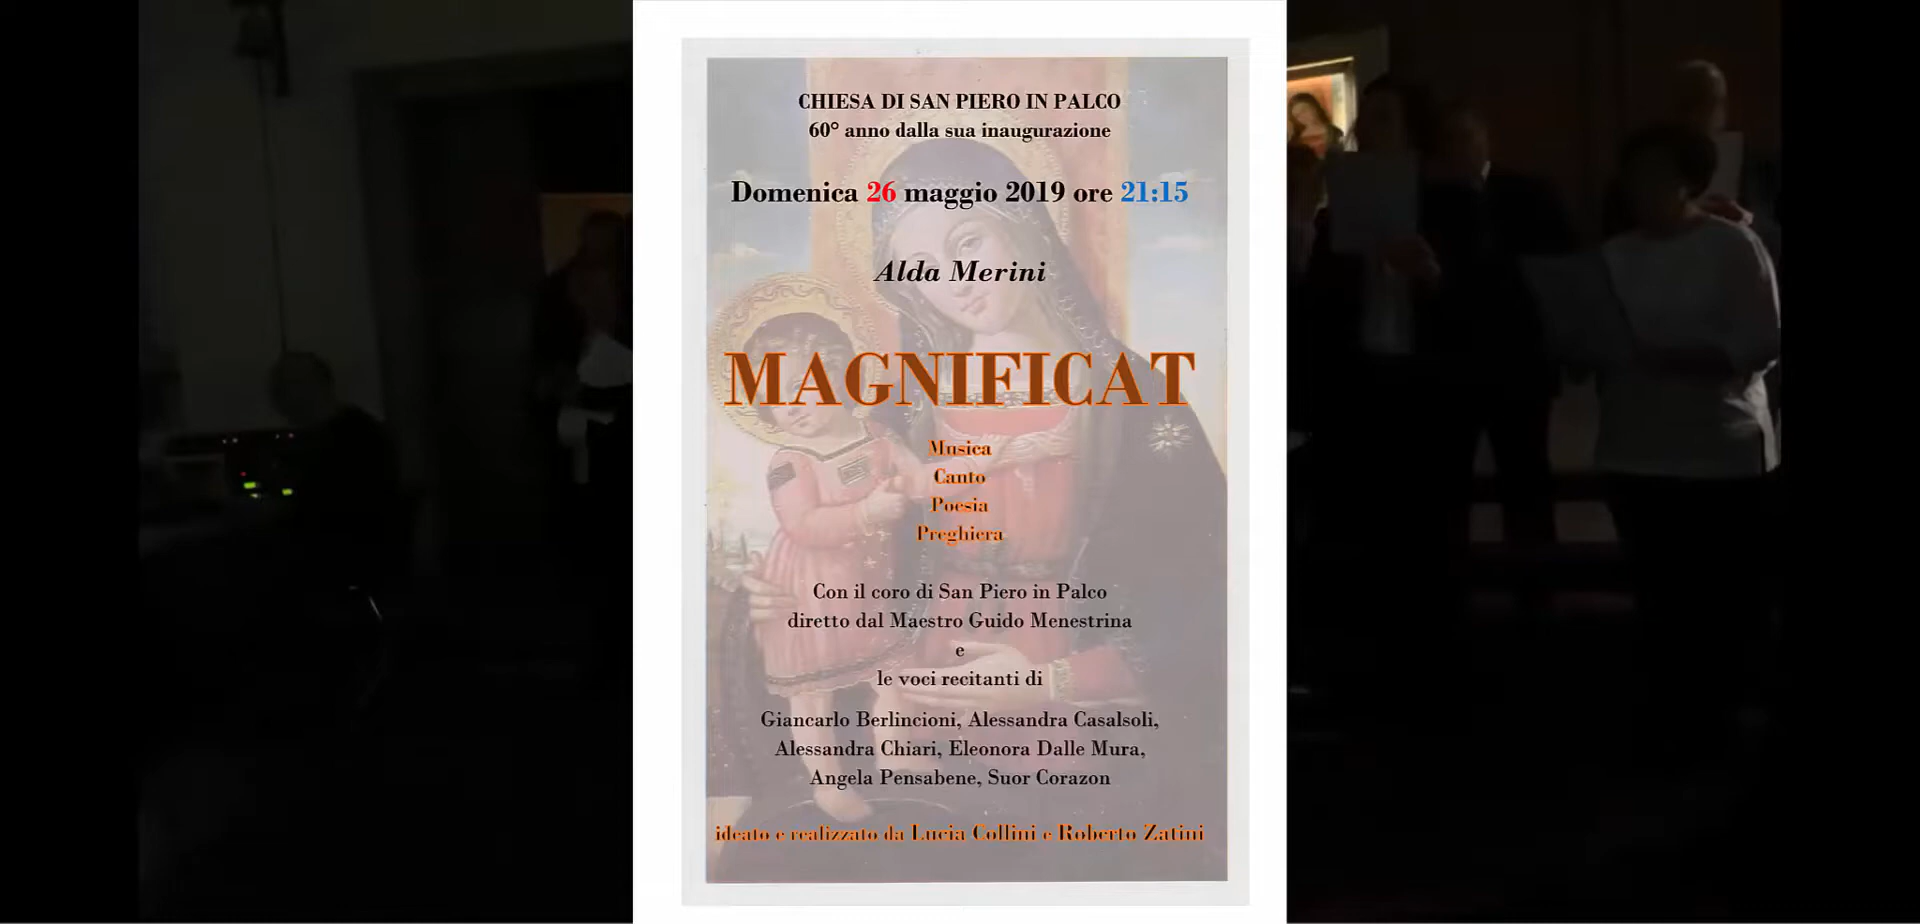 CHIESA DI SAN PIERO IN PALCO
60° anno dalla sua inaugurazione
Domenica 26 maggio 2019 ore 21:15
Alda Merini
MAGNIFICAT
Musica
Canto
Poesia
Preghiera
Con il coro di San Piero in Palco
diretto dal Maestro Guido Menestrina
e
le voci recitanti di
Giancarlo Berlincioni, Alessandra Casalsoli,
Alessandra Chiari, Eleonora Dalle Mura,
Angela Pensabene, Suor Corazon
ideato e realizzato da Lucia Collini e Roberto Zatini